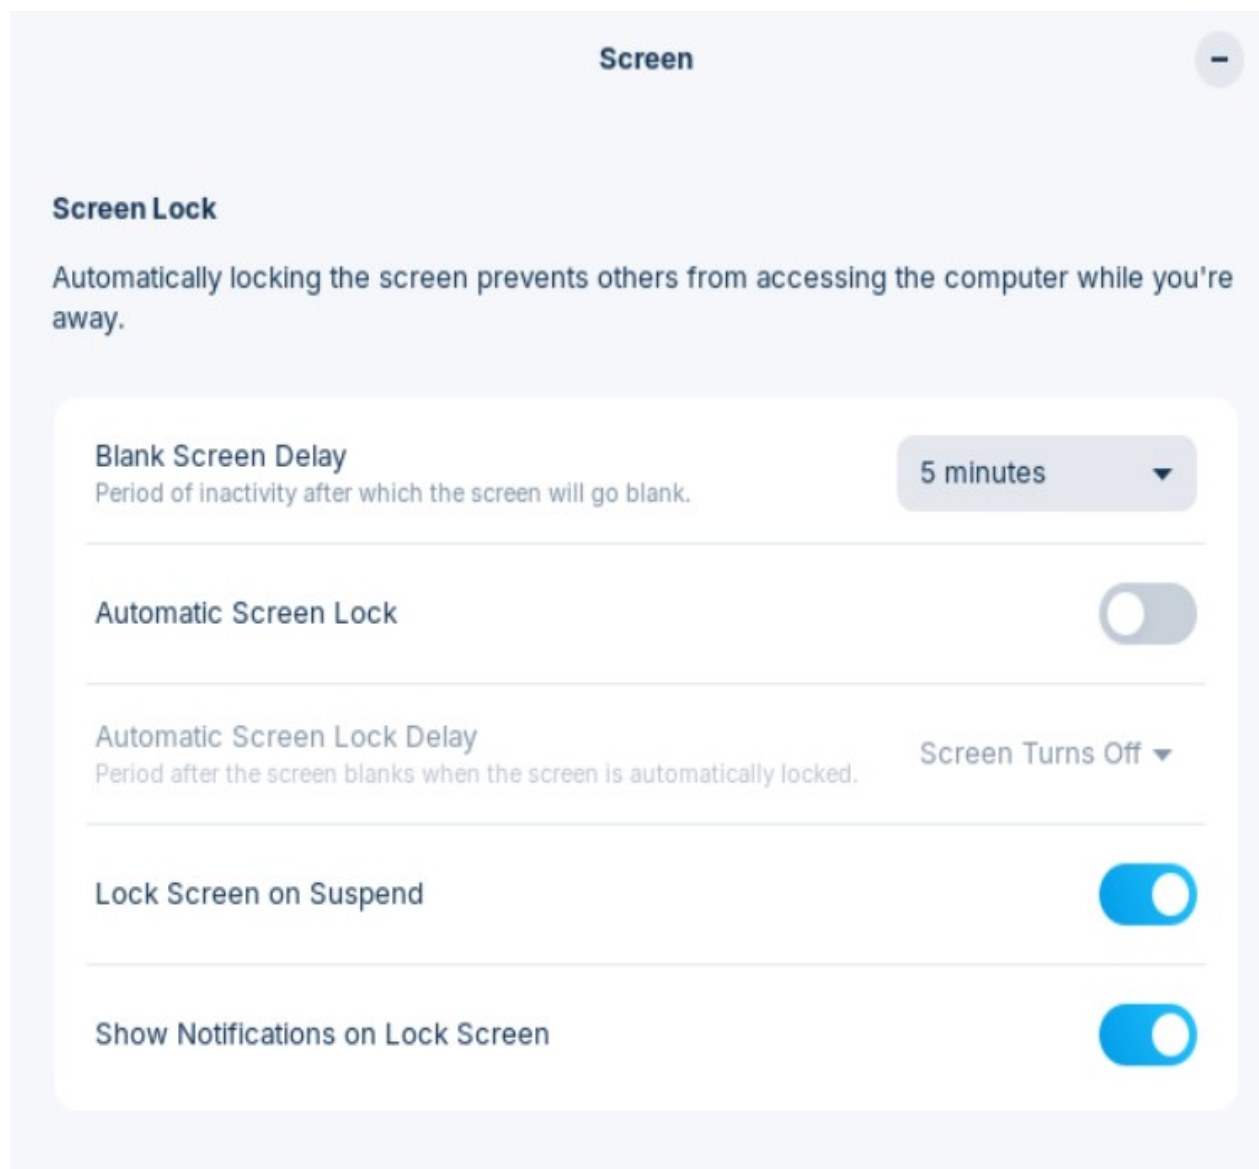 Screen
Screen Lock
Automatically locking the screen prevents others from accessing the computer while you're
away.
Blank Screen Delay
Period of inactivity after which the screen will go blank.
5 minutes
Automatic Screen Lock
Automatic Screen Lock Delay
Period after the screen blanks when the screen is automatically locked.
Screen Turns Off
Lock Screen on Suspend
Show Notifications on Lock Screen